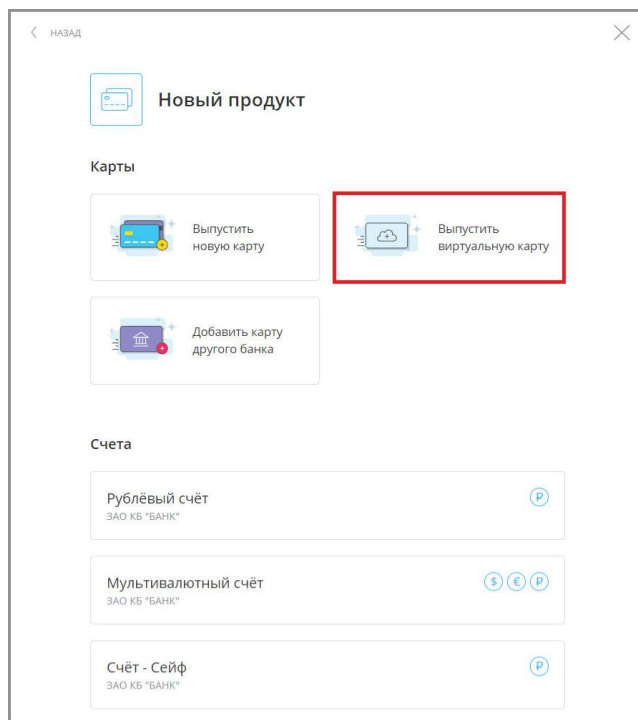 НАЗАД
Новый продукт
Карты
Выпустить
новую карту
Выпустить
виртуальную карту
Добавить карту
другого банка
Счета
Рублёвый счёт
ЗАО КБ "БАНК"
₽
Мультивалютный счёт
ЗАО КБ "БАНК"
$ € ₽
Счёт - Сейф
ЗАО КБ "БАНК"
₽